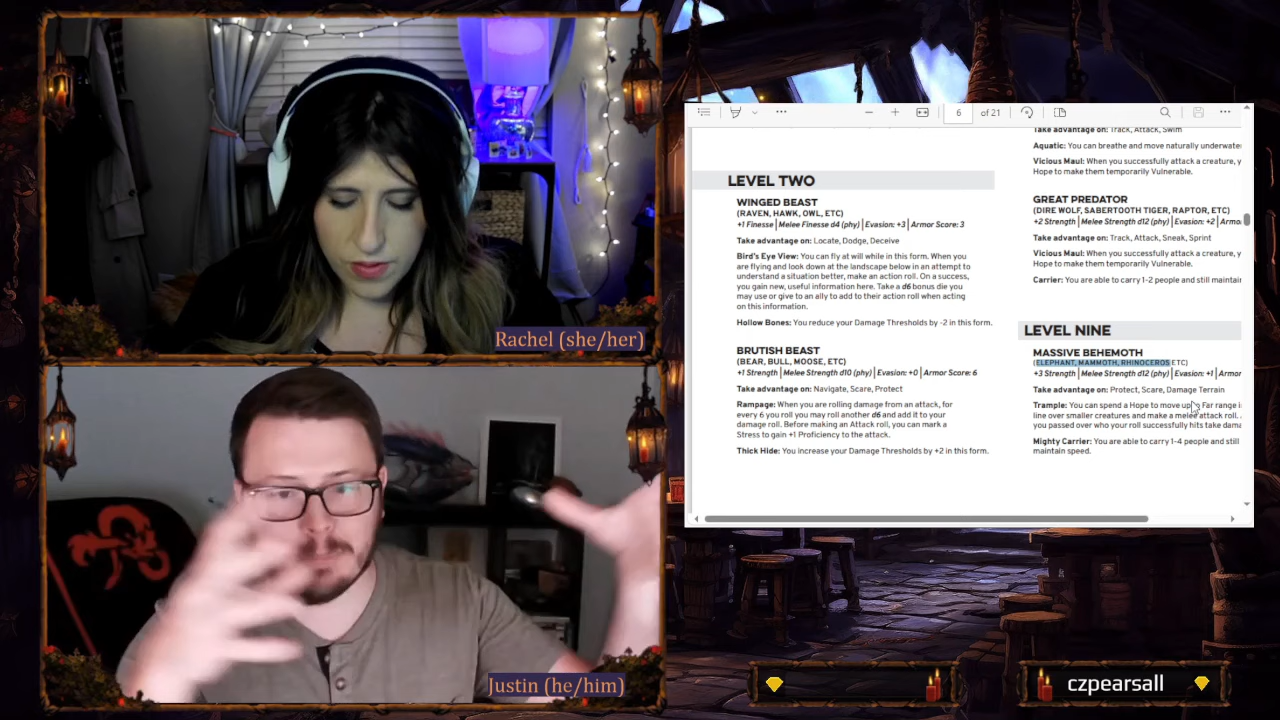 Rachel (she/her)
Justin (he/him)
6 of 21
LEVEL TWO
WINGED BEAST
(RAVEN, HAWK, OWL, ETC)
+1 Finesse | Melee Finesse d4 (phy) | Evasion: +3 | Armor Score: 3
Take advantage on: Locate, Dodge, Deceive
Bird's Eye View: You can fly at will while in this form. When you
are flying and look down at the landscape below in an attempt to
understand a situation better, make an action roll. On a success,
you gain new, useful information here. Take a d6 bonus die you
may use or give to an ally to add to their action roll when acting
on this information.
Hollow Bones: You reduce your Damage Thresholds by -2 in this form.
BRUTISH BEAST
(BEAR, BULL, MOOSE, ETC)
+1 Strength | Melee Strength d10 (phy) | Evasion: +0 | Armor Score: 6
Take advantage on: Navigate, Scare, Protect
Rampage: When you are rolling damage from an attack, for
every 6 you roll you may roll another d6 and add it to your
damage roll. Before making an Attack roll, you can mark a
Stress to gain +1 Proficiency to the attack.
Thick Hide: You increase your Damage Thresholds by +2 in this form.
Take advantage on: Track, Attack, Swim
Aquatic: You can breathe and move naturally underwate
Vicious Maul: When you successfully attack a creature, y
Hope to make them temporarily Vulnerable.
GREAT PREDATOR
(DIRE WOLF, SABERTOOTH TIGER, RAPTOR, ETC)
+2 Strength | Melee Strength d12 (phy) | Evasion: +2 | Armo
Take advantage on: Track, Attack, Sneak, Sprint
Vicious Maul: When you successfully attack a creature, y
Hope to make them temporarily Vulnerable.
Carrier: You are able to carry 1-2 people and still maintai
LEVEL NINE
MASSIVE BEHEMOTH
(ELEPHANT, MAMMOTH, RHINOCEROS ETC)
+3 Strength | Melee Strength d12 (phy) | Evasion: +1 | Armor
Take advantage on: Protect, Scare, Damage Terrain
Trample: You can spend a Hope to move up Far range i
line over smaller creatures and make a melee attack roll.
you passed over who your roll successfully hits take dama
Mighty Carrier: You are able to carry 1-4 people and still
maintain speed.
czpearsall